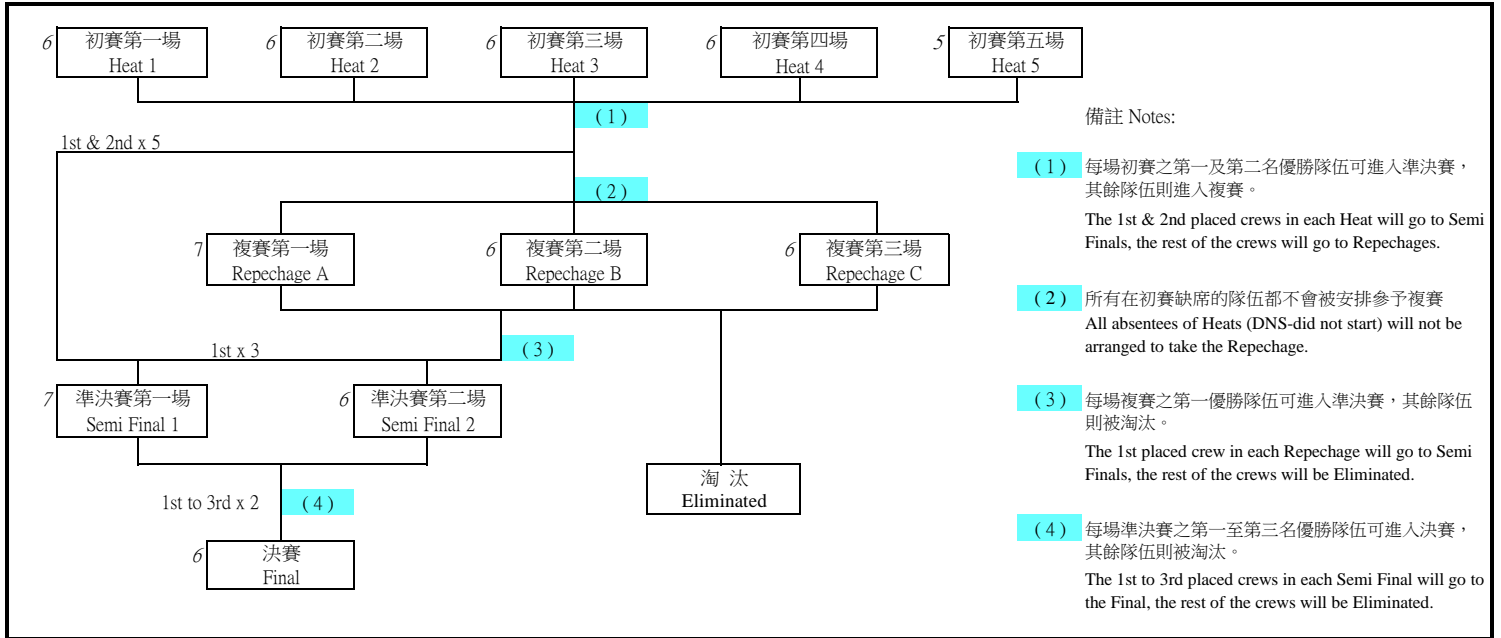 6 初賽第一場 6 初賽第二場 6 初賽第三場 6 初賽第四場 5 初賽第五場
Heat 1 Heat 2 Heat 3 Heat 4 Heat 5
( 1 )
1st & 2nd x 5
( 2 )
7 複賽第一場 6 複賽第二場 6 複賽第三場
Repechage A Repechage B Repechage C
1st x 3 ( 3 )
7 準決賽第一場 6 準決賽第二場
Semi Final 1 Semi Final 2
淘 汰
Eliminated
1st to 3rd x 2 ( 4 )
6 決賽
Final
備註 Notes:
( 1 ) 每場初賽之第一及第二名優勝隊伍可進入準決賽，
其餘隊伍則進入複賽。
The 1st & 2nd placed crews in each Heat will go to Semi
Finals, the rest of the crews will go to Repechages.
( 2 ) 所有在初賽缺席的隊伍都不會被安排參予複賽
All absentees of Heats (DNS-did not start) will not be
arranged to take the Repechage.
( 3 ) 每場複賽之第一優勝隊伍可進入準決賽，其餘隊伍
則被淘汰。
The 1st placed crew in each Repechage will go to Semi
Finals, the rest of the crews will be Eliminated.
( 4 ) 每場準決賽之第一至第三名優勝隊伍可進入決賽，
其餘隊伍則被淘汰。
The 1st to 3rd placed crews in each Semi Final will go to
the Final, the rest of the crews will be Eliminated.